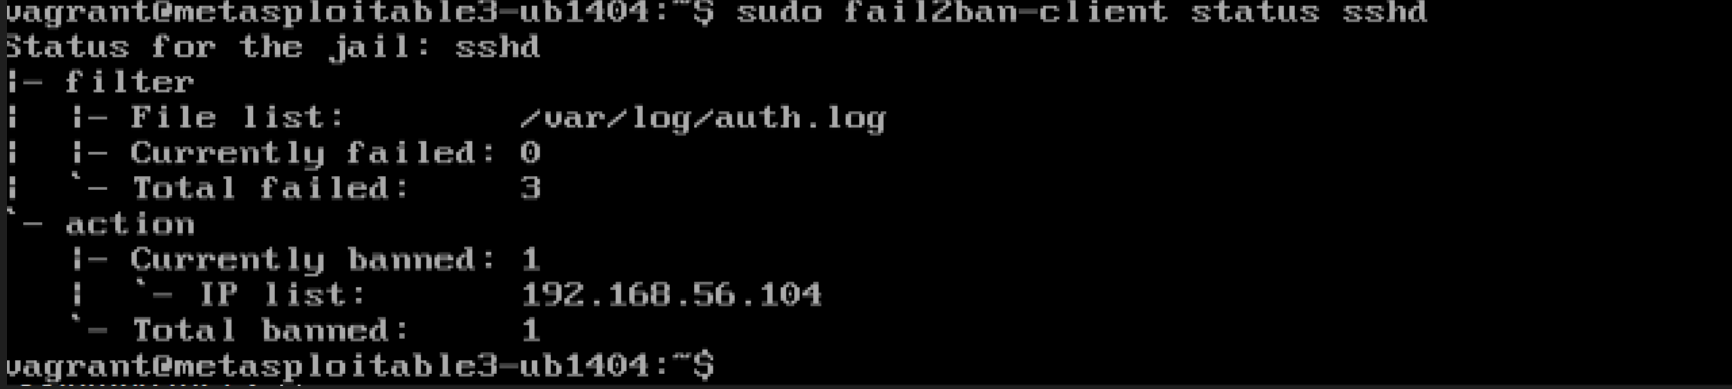 vagrant@metasploitable3-ub1404:~$ sudo fail2ban-client status sshd
Status for the jail: sshd
|- filter
|  |- File list:        /var/log/auth.log
|  |- Currently failed: 0
|  `- Total failed:     3
`- action
   |- Currently banned: 1
   |  `- IP list:       192.168.56.104
   `- Total banned:     1
vagrant@metasploitable3-ub1404:~$